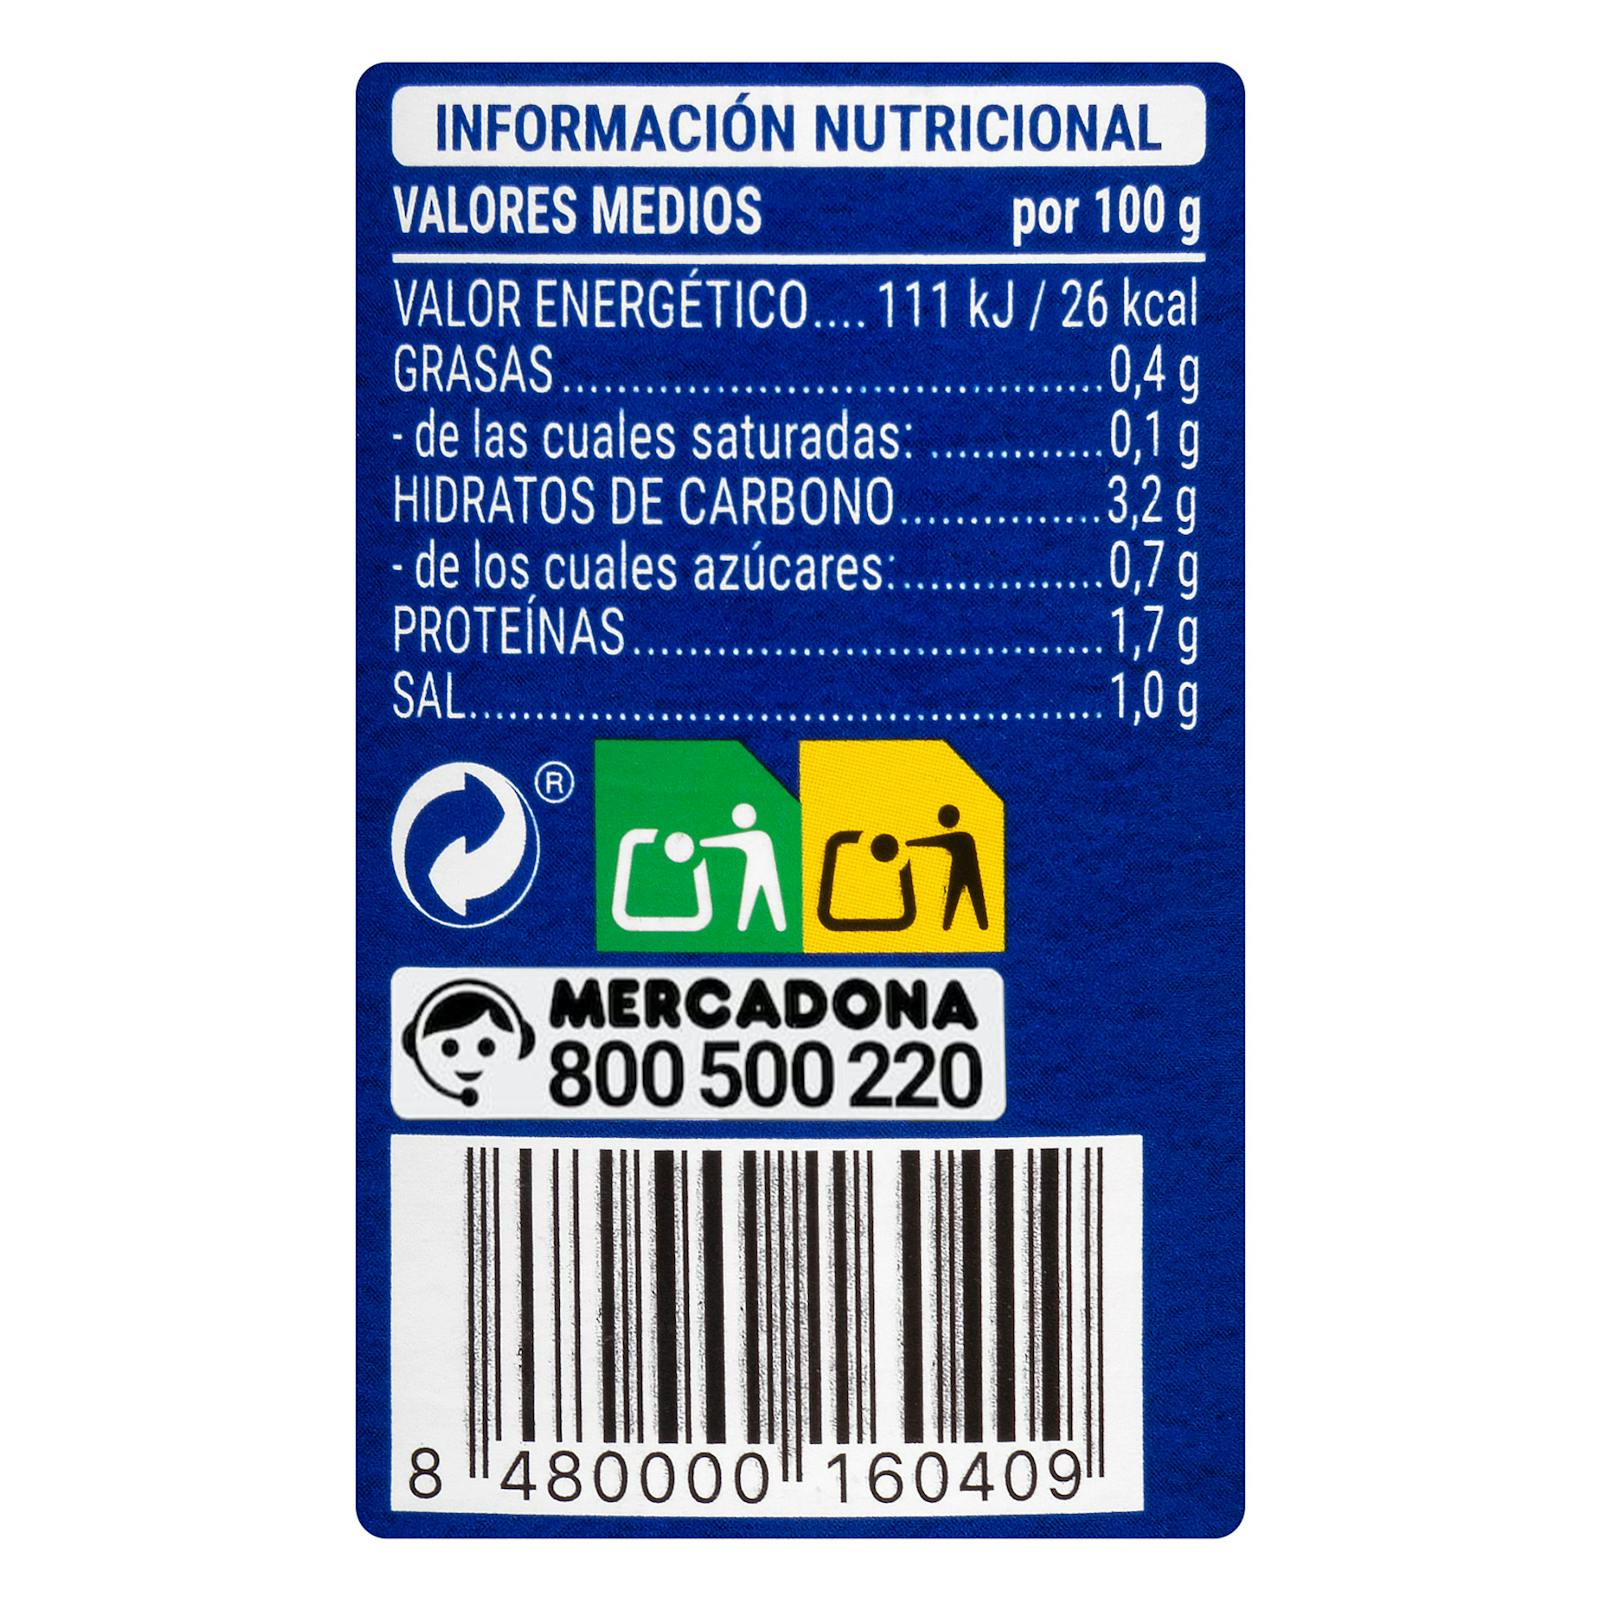 INFORMACIÓN NUTRICIONAL
VALORES MEDIOS por 100 g
VALOR ENERGÉTICO.... 111 kJ / 26 kcal
GRASAS........................................0,4 g
- de las cuales saturadas: .............0,1 g
HIDRATOS DE CARBONO...............3,2 g
- de los cuales azúcares:................0,7 g
PROTEÍNAS...................................1,7 g
SAL...............................................1,0 g
®
MERCADONA
800 500 220
8 480000 160409